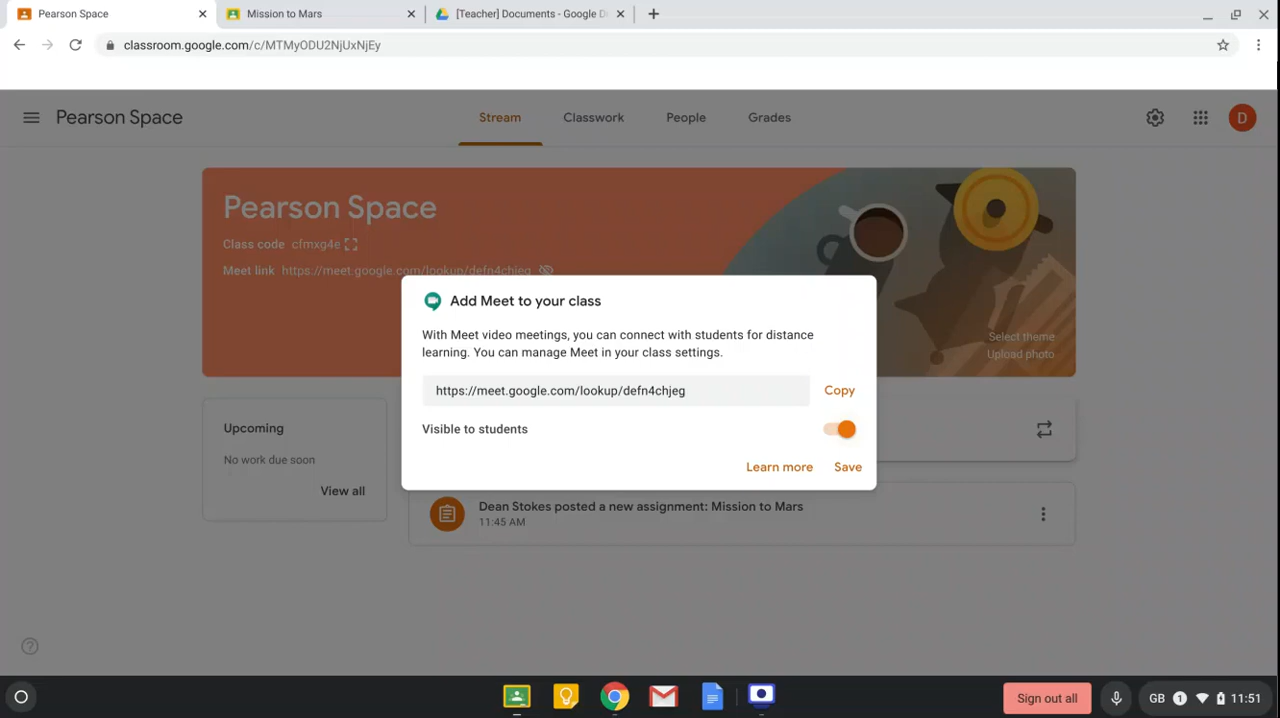 Pearson Space
Mission to Mars
[Teacher] Documents - Google D
classroom.google.com/c/MTMyODU2NjUxNjEy
Pearson Space
Stream
Classwork
People
Grades
D
Pearson Space
Class code cfmxg4e
Meet link https://meet.google.com/lookup/defn4chjeg
Select theme
Upload photo
Add Meet to your class
With Meet video meetings, you can connect with students for distance
learning. You can manage Meet in your class settings.
https://meet.google.com/lookup/defn4chjeg
Copy
Visible to students
Learn more
Save
Upcoming
No work due soon
View all
Dean Stokes posted a new assignment: Mission to Mars
11:45 AM
Sign out all
GB
1
11:51